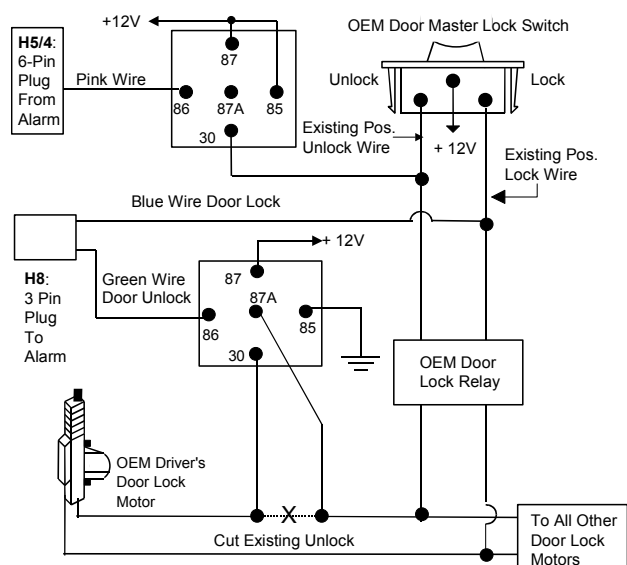 H5/4:
6-Pin
Plug
From
Alarm
Pink Wire
+12V
87
86
87A
85
30
OEM Door Master Lock Switch
Unlock
Lock
Existing Pos.
Unlock Wire
+ 12V
Existing Pos.
Lock Wire
Blue Wire Door Lock
H8:
3 Pin
Plug
To
Alarm
Green Wire
Door Unlock
+ 12V
87
87A
86
85
30
OEM Door
Lock Relay
OEM Driver's
Door Lock
Motor
X
Cut Existing Unlock
To All Other
Door Lock
Motors